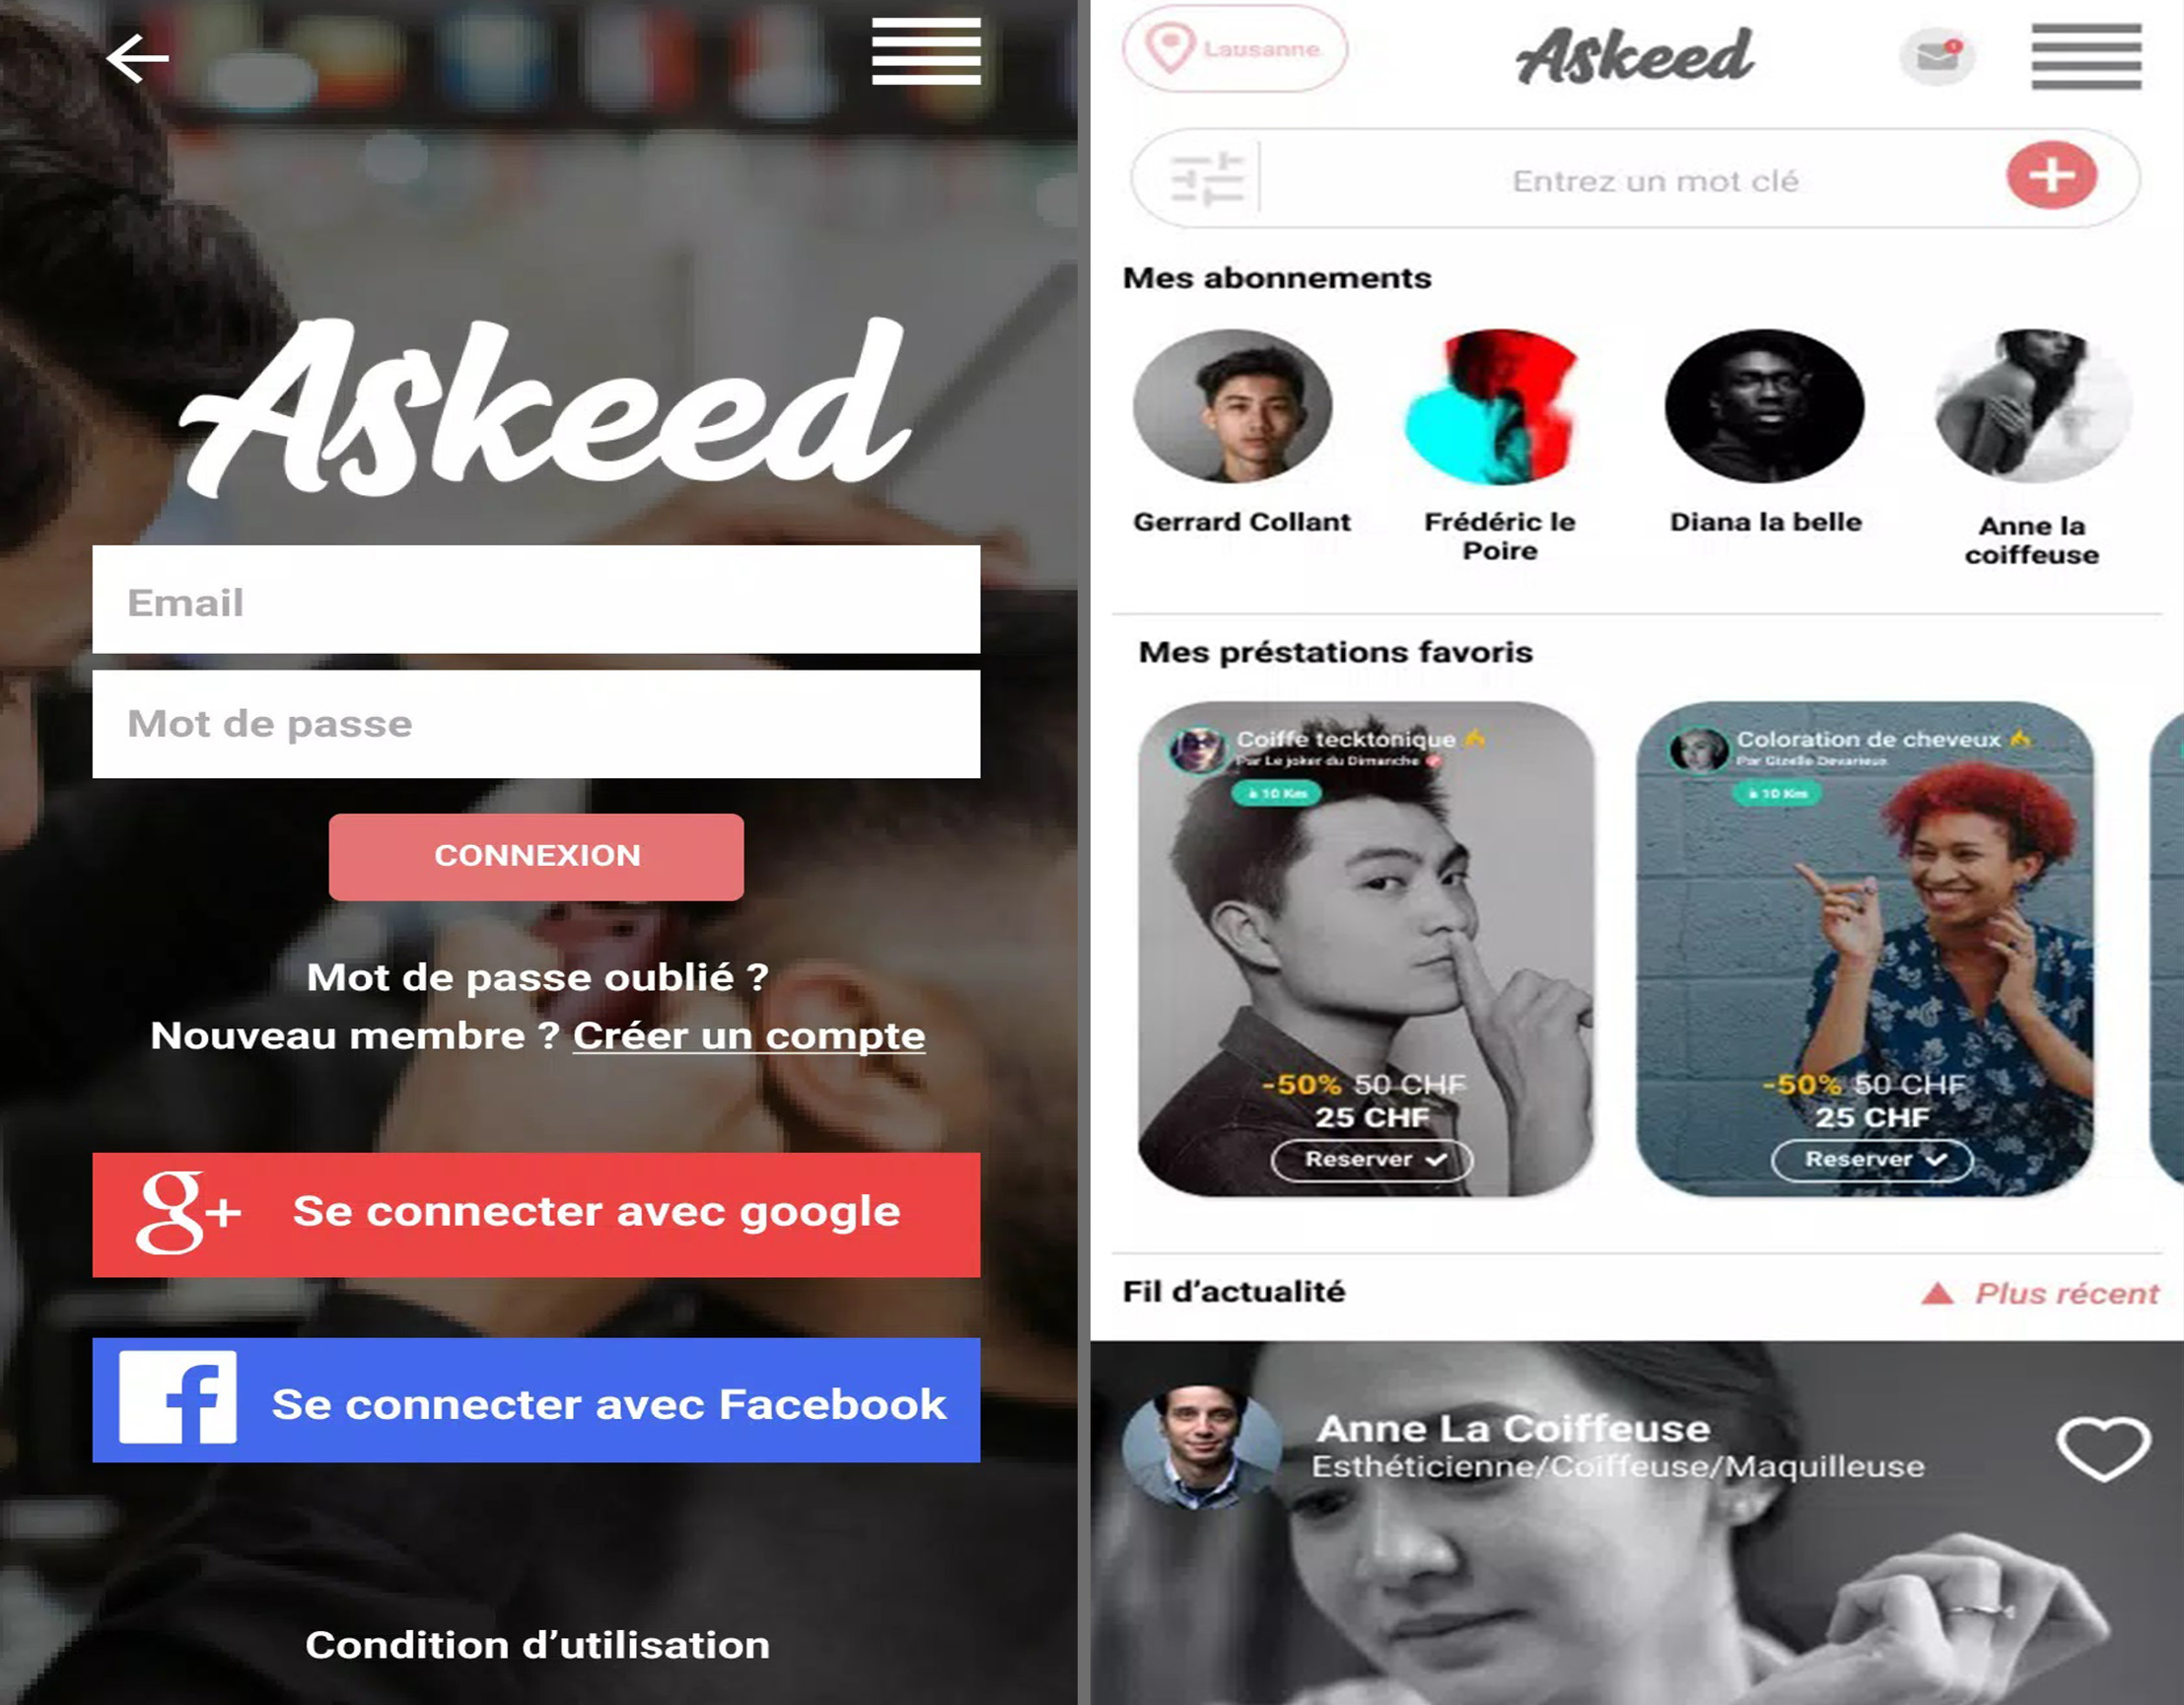 Askeed
Email
Mot de passe
CONNEXION
Mot de passe oublié ?
Nouveau membre ? Créer un compte
g+ Se connecter avec google
f Se connecter avec Facebook
Condition d'utilisation
Lausanne
Askeed
Entrez un mot clé
Mes abonnements
Gerrard Collant
Frédéric le
Poire
Diana la belle
Anne la
coiffeuse
Mes préstations favoris
Coiffe tecktonique
Par Le joker du Dimanche
à 10 Km
-50% 50 CHF
25 CHF
Reserver
Coloration de cheveux
Par Gizelle Devarieux
à 10 Km
-50% 50 CHF
25 CHF
Reserver
Fil d'actualité
Plus récent
Anne La Coiffeuse
Esthéticienne/Coiffeuse/Maquilleuse